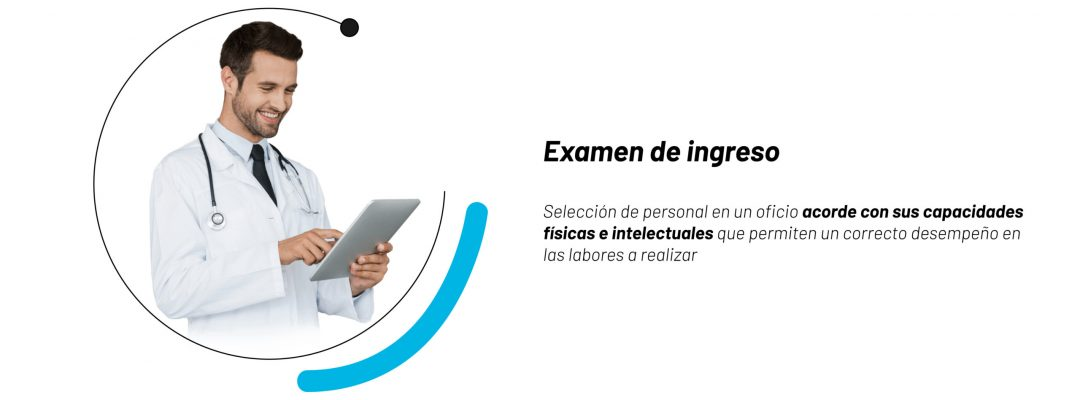 Examen de ingreso
Selección de personal en un oficio acorde con sus capacidades
físicas e intelectuales que permiten un correcto desempeño en
las labores a realizar